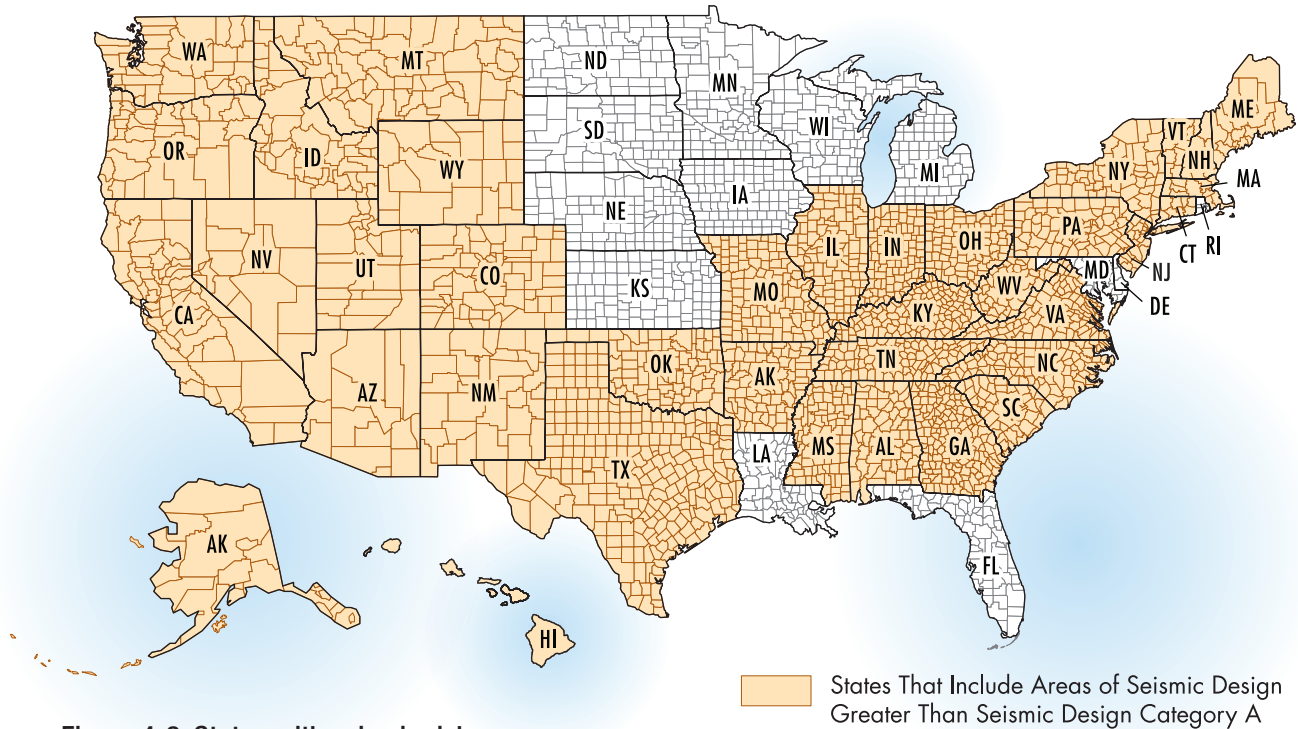 WA
MT
ND
MN
OR
ID
WY
SD
WI
MI
ME
VT
NH
NY
MA
CT
RI
NE
IA
PA
NJ
NV
UT
CO
KS
MO
IL
IN
OH
WV
MD
DE
VA
KY
CA
AZ
NM
OK
AK
TN
NC
SC
TX
LA
MS
AL
GA
FL
AK
HI
States That Include Areas of Seismic Design
Greater Than Seismic Design Category A